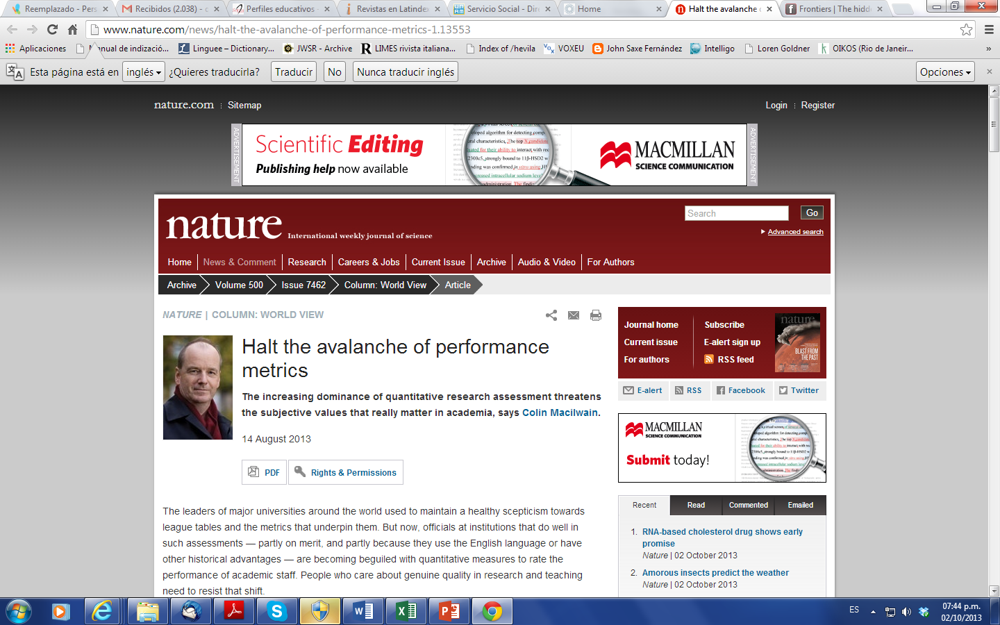 Reemplazado - Pers
Recibidos (2.038) - c
Perfiles educativos -
Revistas en Latindex
Servicio Social - Dire
Home
Halt the avalanche o
Frontiers | The hidde
www.nature.com/news/halt-the-avalanche-of-performance-metrics-1.13553
Aplicaciones
Manual de indizació...
Linguee – Dictionary...
JWSR - Archive
LIMES rivista italiana...
Index of /hevila
VOXEU
John Saxe Fernández
Intelligo
Loren Goldner
OIKOS (Rio de Janeir...
»
Esta página está en inglés ¿Quieres traducirla? Traducir No Nunca traducir inglés Opciones
nature.com Sitemap Login Register
ADVERTISEMENT
Scientific Editing
Publishing help now available
MACMILLAN
SCIENCE COMMUNICATION
ADVERTISEMENT
nature International weekly journal of science
Search Go
Advanced search
Home News & Comment Research Careers & Jobs Current Issue Archive Audio & Video For Authors
Archive Volume 500 Issue 7462 Column: World View Article
NATURE | COLUMN: WORLD VIEW
Halt the avalanche of performance
metrics
The increasing dominance of quantitative research assessment threatens
the subjective values that really matter in academia, says Colin Macilwain.
14 August 2013
PDF Rights & Permissions
The leaders of major universities around the world used to maintain a healthy scepticism towards
league tables and the metrics that underpin them. But now, officials at institutions that do well in
such assessments — partly on merit, and partly because they use the English language or have
other historical advantages — are becoming beguiled with quantitative measures to rate the
performance of academic staff. People who care about genuine quality in research and teaching
need to resist that shift.
Journal home Subscribe
Current issue E-alert sign up
For authors RSS feed
nature
BLAST FROM
THE PAST
E-alert RSS Facebook Twitter
MACMILLAN
SCIENCE COMMUNICATION
Submit today!
Recent Read Commented Emailed
1. RNA-based cholesterol drug shows early
promise
Nature | 02 October 2013
2. Amorous insects predict the weather
Nature | 02 October 2013
ES
07:44 p.m.
02/10/2013